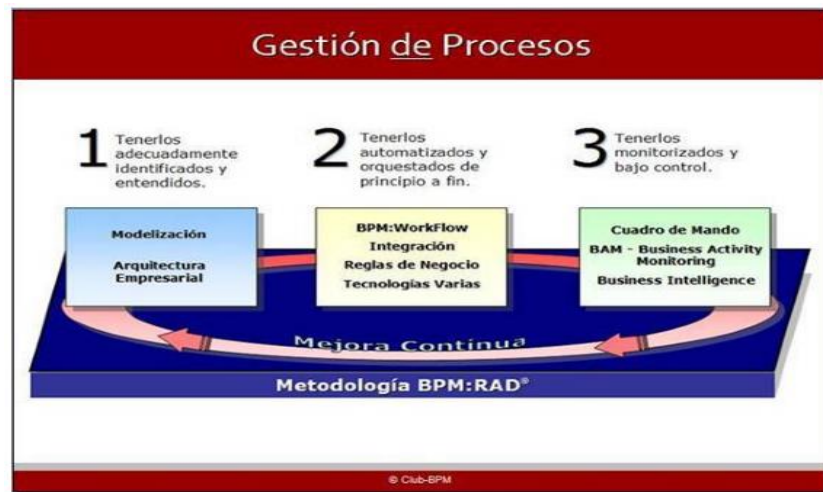 Gestión de Procesos
1
Tenerlos
adecuadamente
identificados y
entendidos.
2
Tenerlos
automatizados y
orquestados de
principio a fin.
3
Tenerlos
monitorizados y
bajo control.
Modelización
Arquitectura
Empresarial
BPM:WorkFlow
Integración
Reglas de Negocio
Tecnologías Varias
Cuadro de Mando
BAM - Business Activity
Monitoring
Business Intelligence
Mejora Contínua
Metodología BPM:RAD®
© Club-BPM